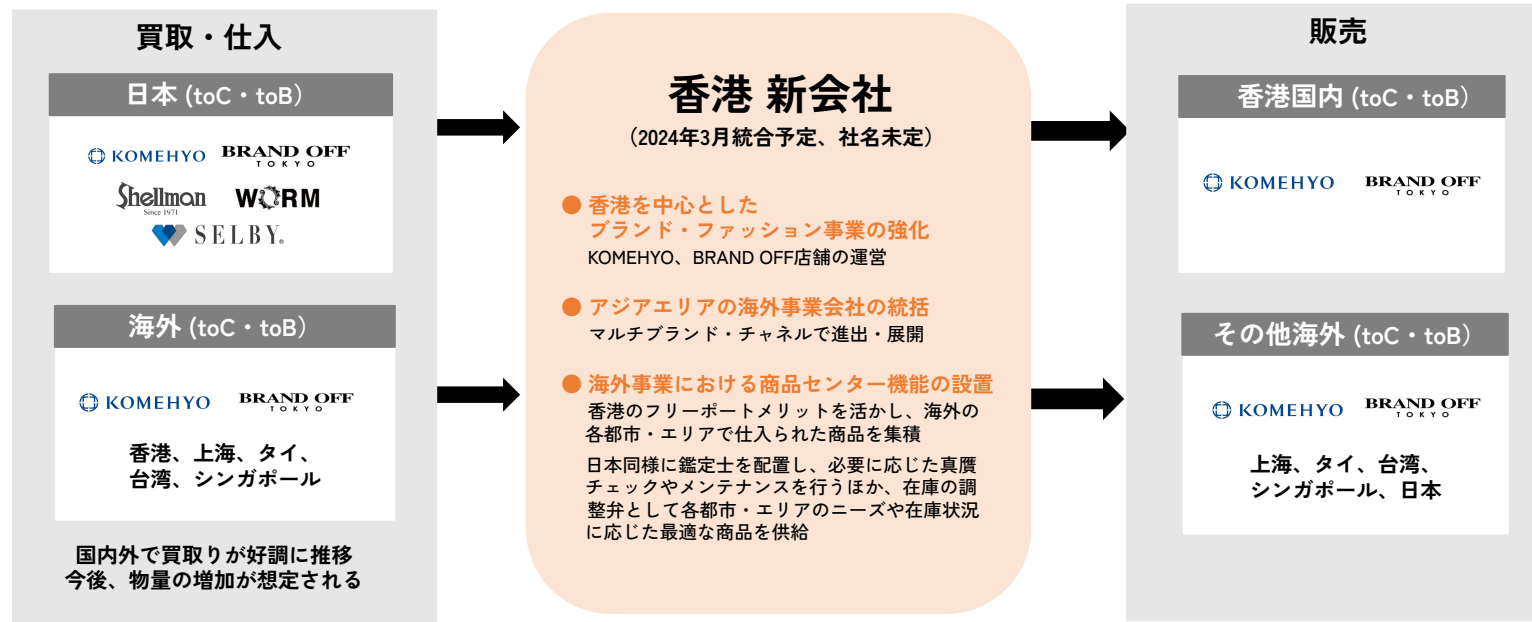 買取・仕入
日本 (toC・toB)
KOMEHYO
BRAND OFF
TOKYO
Shellman
Since 1971
WORM
SELBY®
海外 (toC・toB)
KOMEHYO
BRAND OFF
TOKYO
香港、上海、タイ、
台湾、シンガポール
国内外で買取りが好調に推移
今後、物量の増加が想定される
香港 新会社
（2024年3月統合予定、社名未定）
● 香港を中心とした
ブランド・ファッション事業の強化
KOMEHYO、BRAND OFF店舗の運営
● アジアエリアの海外事業会社の統括
マルチブランド・チャネルで進出・展開
● 海外事業における商品センター機能の設置
香港のフリーポートメリットを活かし、海外の
各都市・エリアで仕入られた商品を集積
日本同様に鑑定士を配置し、必要に応じた真贋
チェックやメンテナンスを行うほか、在庫の調
整弁として各都市・エリアのニーズや在庫状況
に応じた最適な商品を供給
販売
香港国内 (toC・toB)
KOMEHYO
BRAND OFF
TOKYO
その他海外 (toC・toB)
KOMEHYO
BRAND OFF
TOKYO
上海、タイ、台湾、
シンガポール、日本